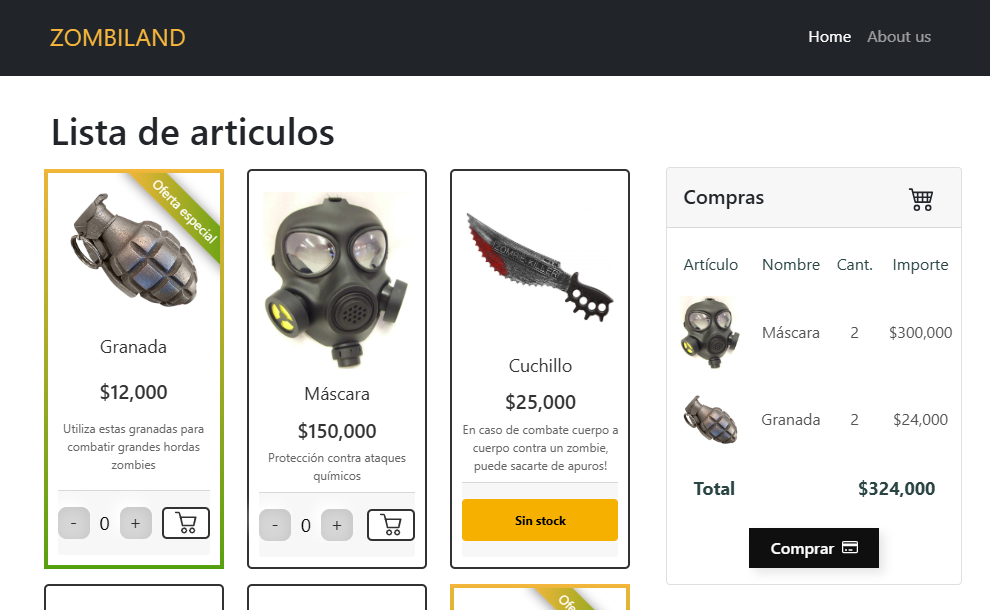 ZOMBILAND
Home About us
Lista de articulos
Oferta especial
Granada
$12,000
Utiliza estas granadas para
combatir grandes hordas
zombies
- 0 +
Máscara
$150,000
Protección contra ataques
químicos
- 0 +
ZOMBIE KILLER
Cuchillo
$25,000
En caso de combate cuerpo a
cuerpo contra un zombie,
puede sacarte de apuros!
Sin stock
Compras
Artículo Nombre Cant. Importe
Máscara 2 $300,000
Granada 2 $24,000
Total $324,000
Comprar